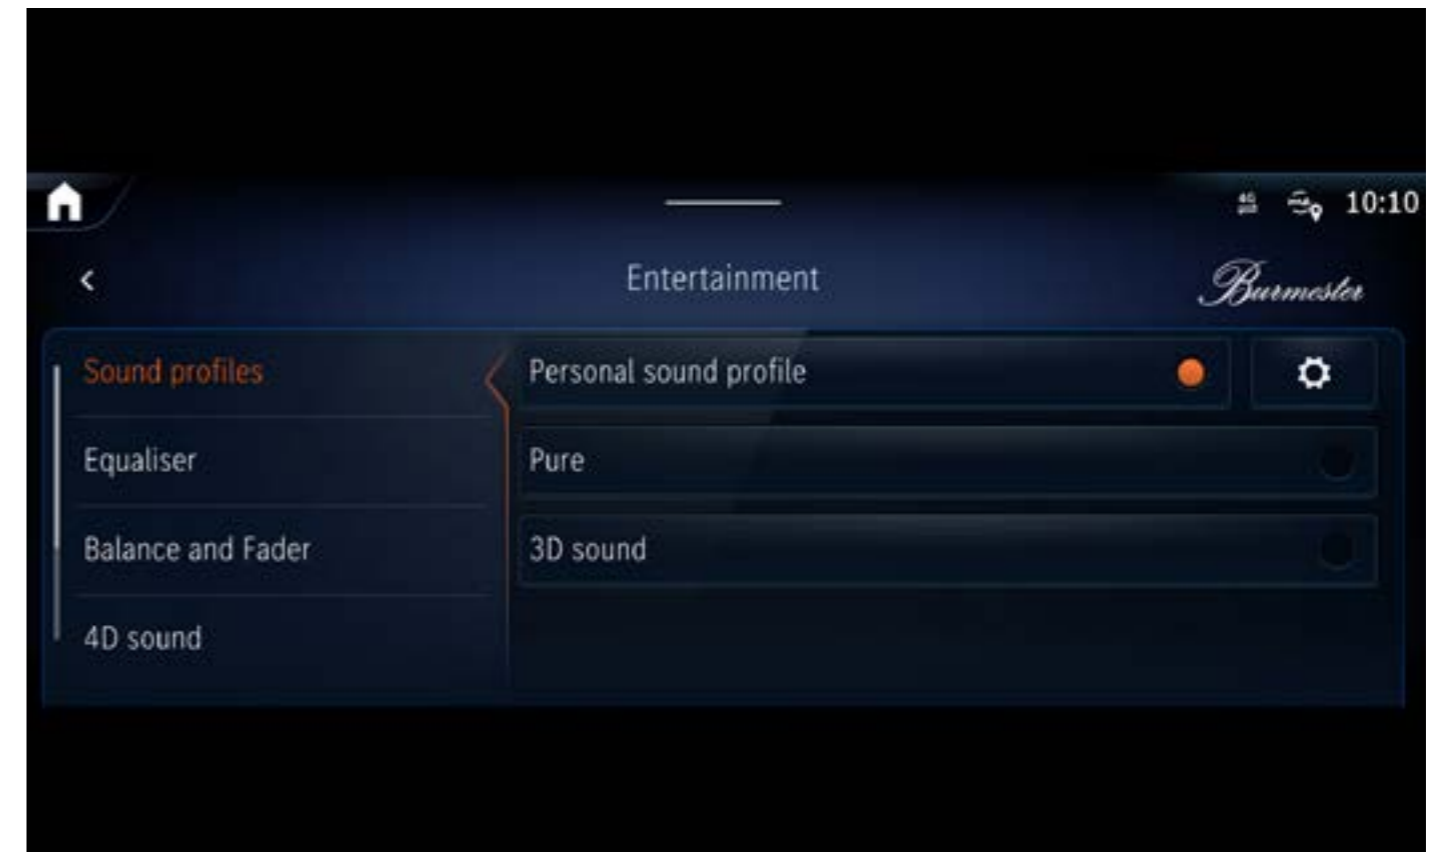 10:10
Entertainment
Burmester
Sound profiles
Personal sound profile
Equaliser
Pure
Balance and Fader
3D sound
4D sound